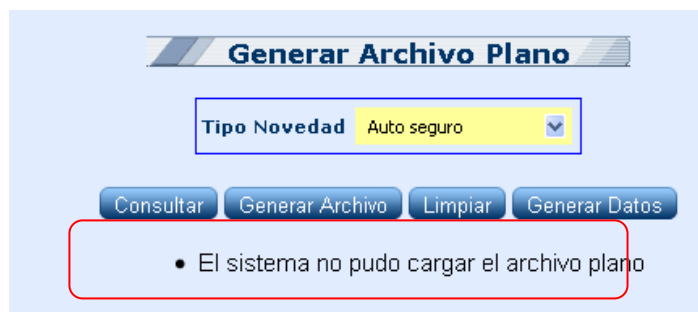 Generar Archivo Plano
Tipo Novedad Auto seguro
Consultar Generar Archivo Limpiar Generar Datos
• El sistema no pudo cargar el archivo plano